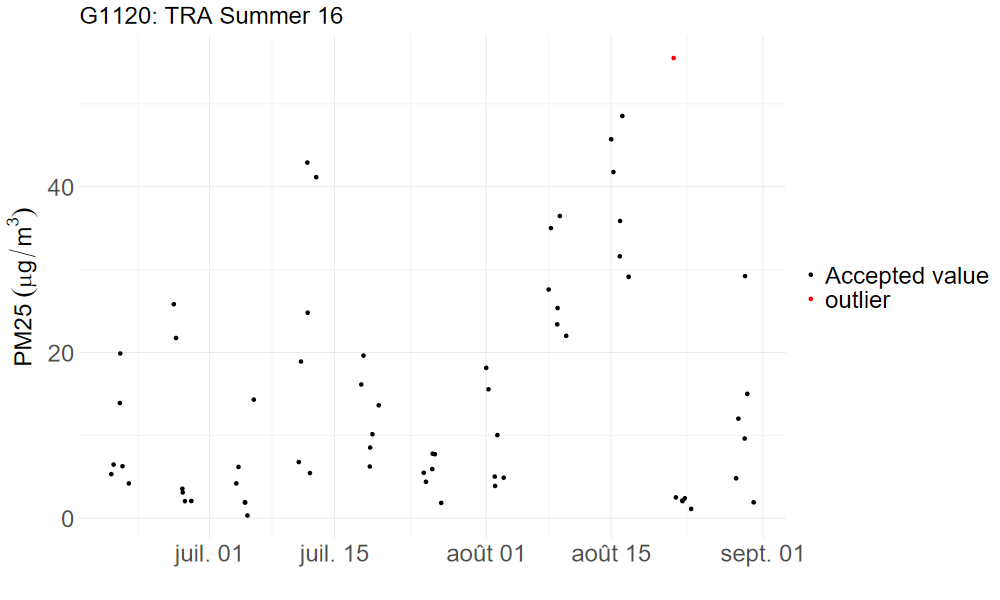 G1120: TRA Summer 16
PM25 (μg/m³)
40
20
0
juil. 01
juil. 15
août 01
août 15
sept. 01
Accepted value
outlier